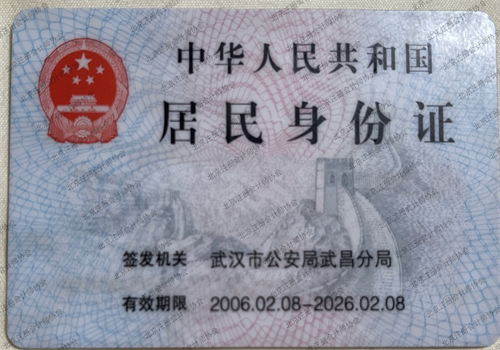 中华人民共和国
居民身份证
签发机关 武汉市公安局武昌分局
有效期限 2006.02.08-2026.02.08